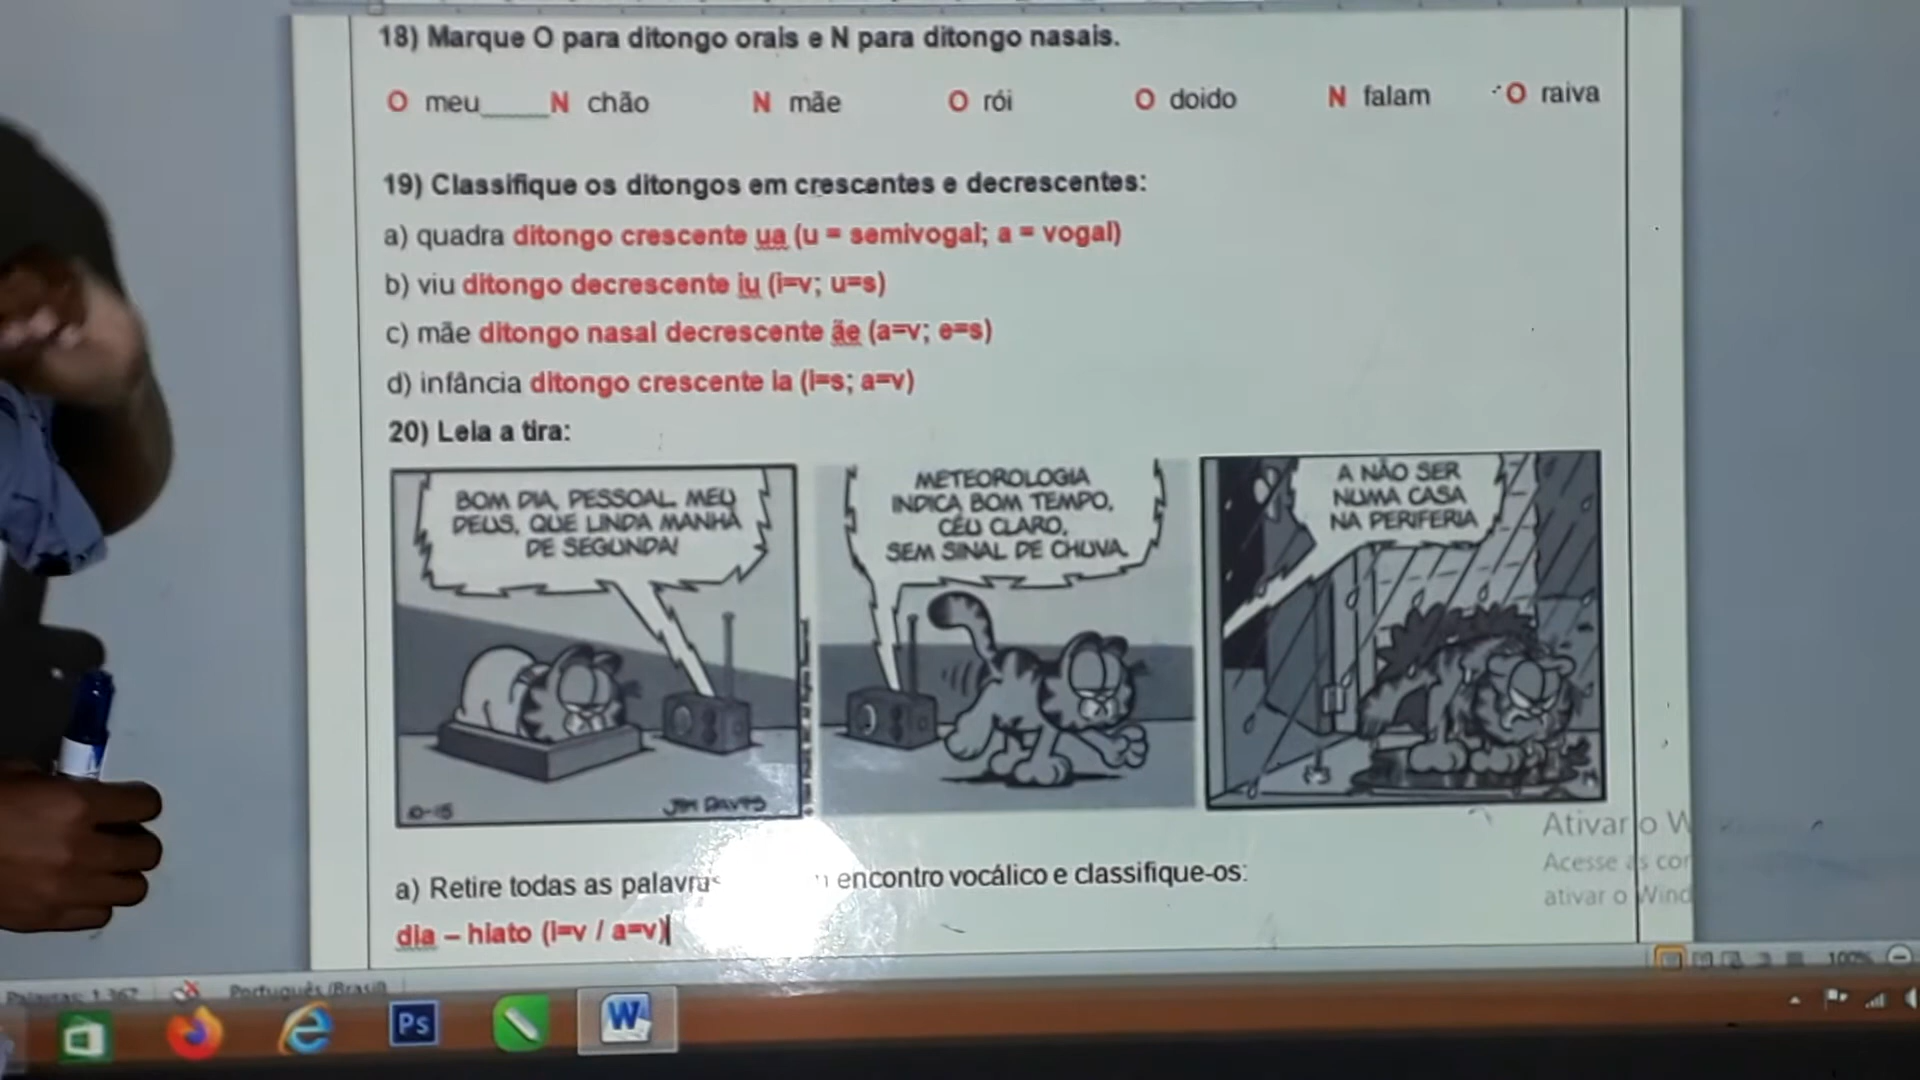 18) Marque O para ditongo orais e N para ditongo nasais.
O meu_____N chão N mãe O rói O doido N falam O raiva
19) Classifique os ditongos em crescentes e decrescentes:
a) quadra ditongo crescente ua (u = semivogal; a = vogal)
b) viu ditongo decrescente iu (i=v; u=s)
c) mãe ditongo nasal decrescente ãe (a=v; e=s)
d) infância ditongo crescente ia (i=s; a=v)
20) Leia a tira:
BOM DIA, PESSOAL. MEU
DEUS, QUE LINDA MANHÃ
DE SEGUNDA!
JIM DAVIS
METEOROLOGIA
INDICA BOM TEMPO,
CÉU CLARO,
SEM SINAL DE CHUVA.
A NÃO SER
NUMA CASA
NA PERIFERIA
a) Retire todas as encontro vocálico e classifique-os:
dia – hiato (i=v / a=v)
Ativar o W
Acesse as
ativar o Wind
Palavras: 1.367
Português (Brasil)
100%
Ps
W